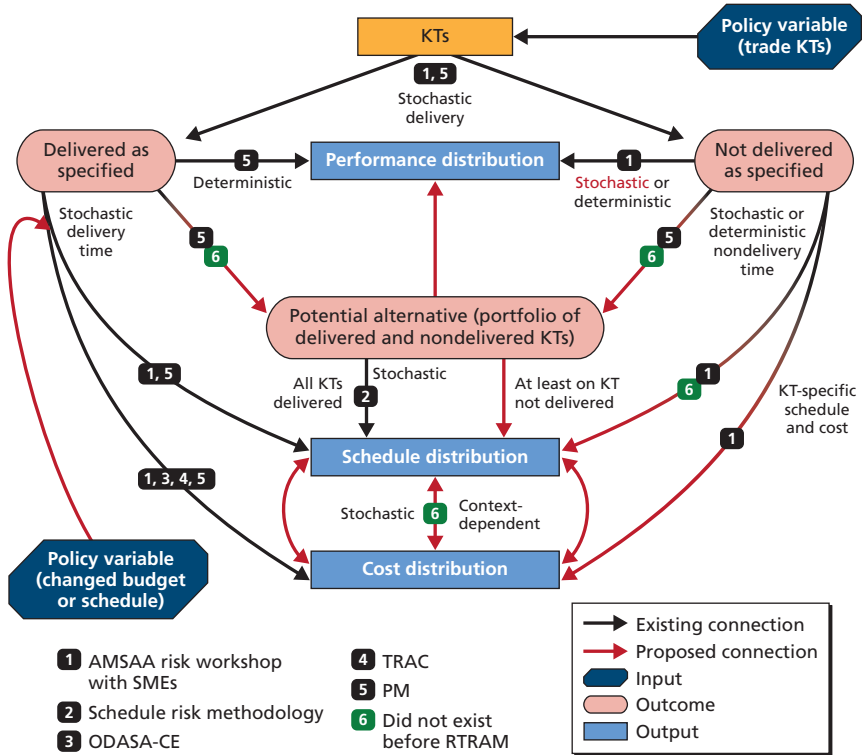 KTs
Policy variable
(trade KTs)
1, 5
Stochastic
delivery
Delivered as
specified
5
Deterministic
Performance distribution
1
Stochastic or
deterministic
Not delivered
as specified
Stochastic
delivery
time
5
6
5
6
Stochastic or
deterministic
nondelivery
time
Potential alternative (portfolio of
delivered and nondelivered KTs)
All KTs
delivered
Stochastic
2
At least on KT
not delivered
1, 5
1
6
KT-specific
schedule
and cost
1
Schedule distribution
1, 3, 4, 5
Stochastic
6
Context-
dependent
Cost distribution
Policy variable
(changed budget
or schedule)
1 AMSAA risk workshop
with SMEs
2 Schedule risk methodology
3 ODASA-CE
4 TRAC
5 PM
6 Did not exist
before RTRAM
Existing connection
Proposed connection
Input
Outcome
Output